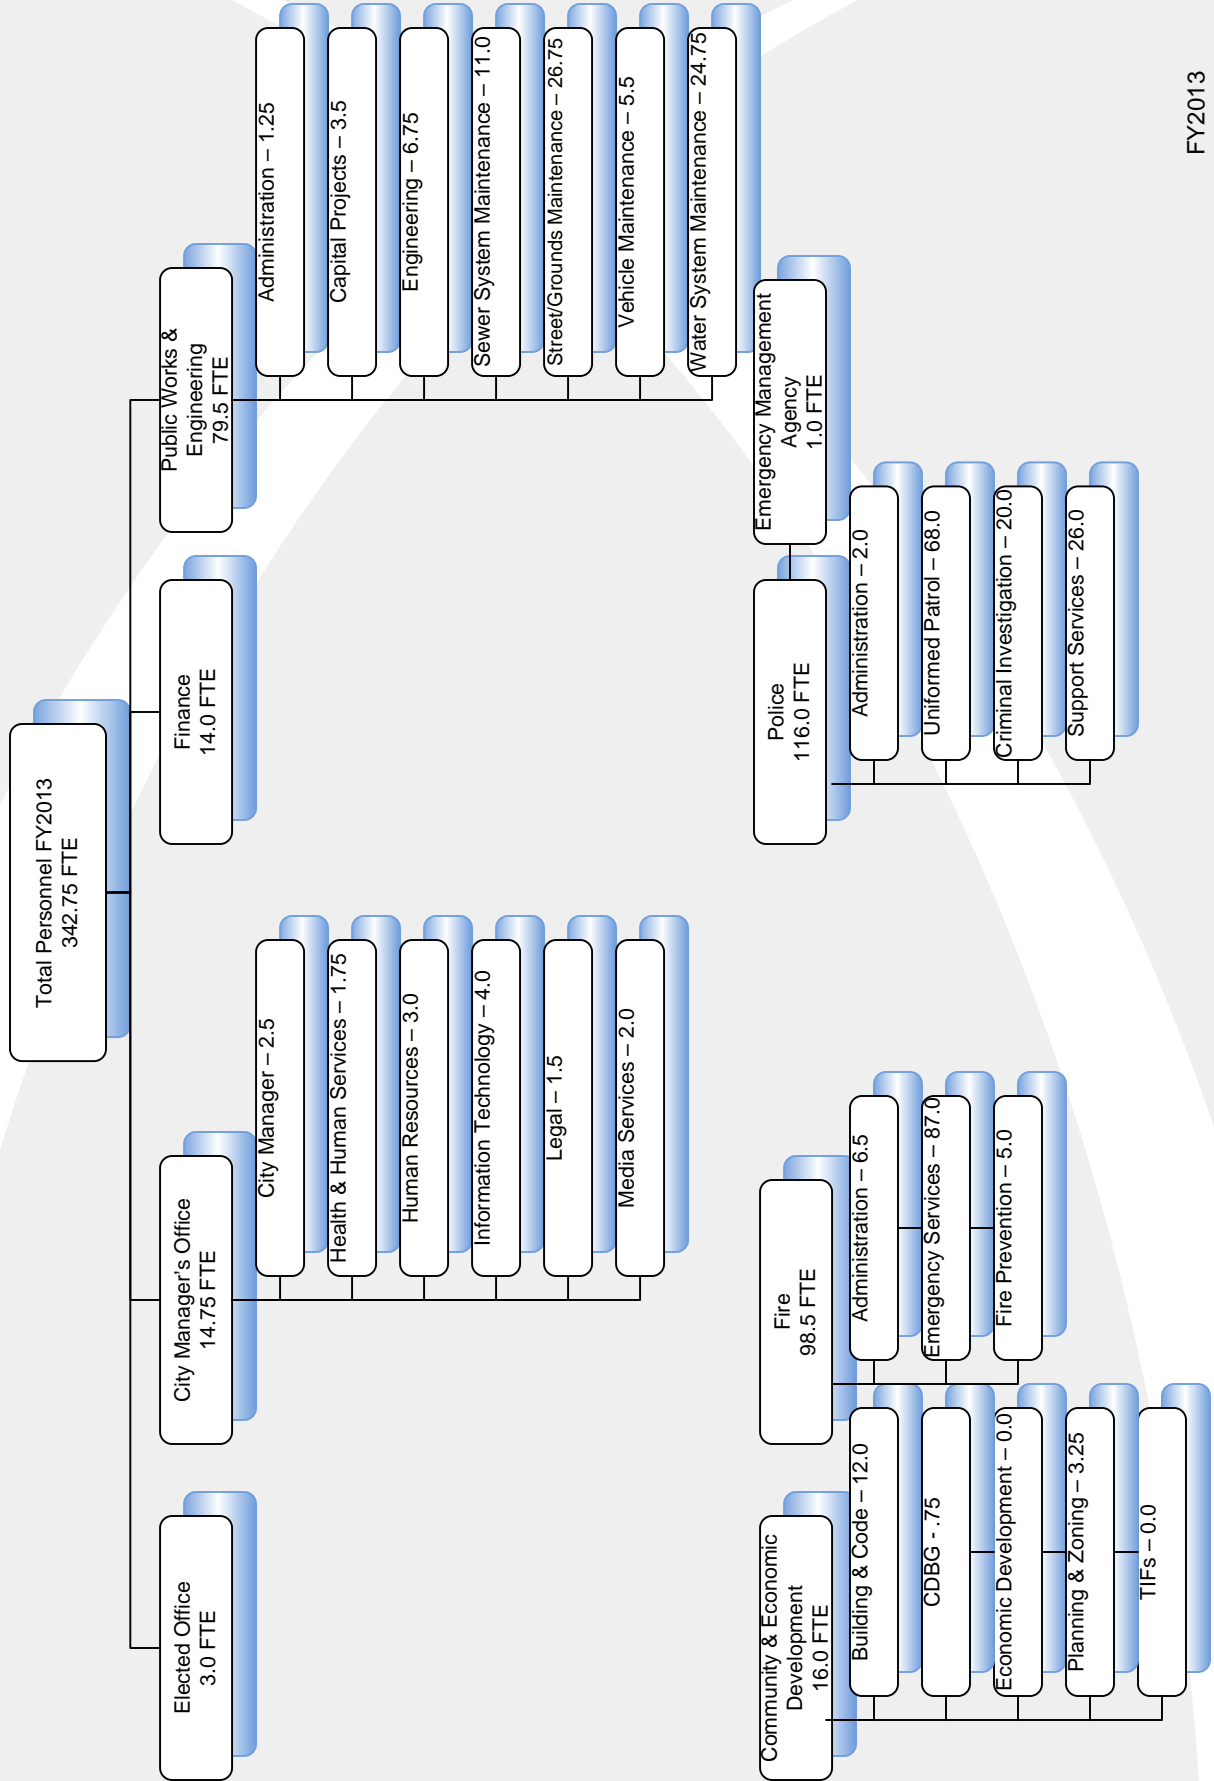 Total Personnel FY2013
342.75 FTE
Elected Office
3.0 FTE
City Manager's Office
14.75 FTE
City Manager – 2.5
Health & Human Services – 1.75
Human Resources – 3.0
Information Technology – 4.0
Legal – 1.5
Media Services – 2.0
Finance
14.0 FTE
Public Works &
Engineering
79.5 FTE
Administration – 1.25
Capital Projects – 3.5
Engineering – 6.75
Sewer System Maintenance – 11.0
Street/Grounds Maintenance – 26.75
Vehicle Maintenance – 5.5
Water System Maintenance – 24.75
Community & Economic
Development
16.0 FTE
Building & Code – 12.0
CDBG - .75
Economic Development – 0.0
Planning & Zoning – 3.25
TIFs – 0.0
Fire
98.5 FTE
Administration – 6.5
Emergency Services – 87.0
Fire Prevention – 5.0
Police
116.0 FTE
Administration – 2.0
Uniformed Patrol – 68.0
Criminal Investigation – 20.0
Support Services – 26.0
Emergency Management
Agency
1.0 FTE
FY2013